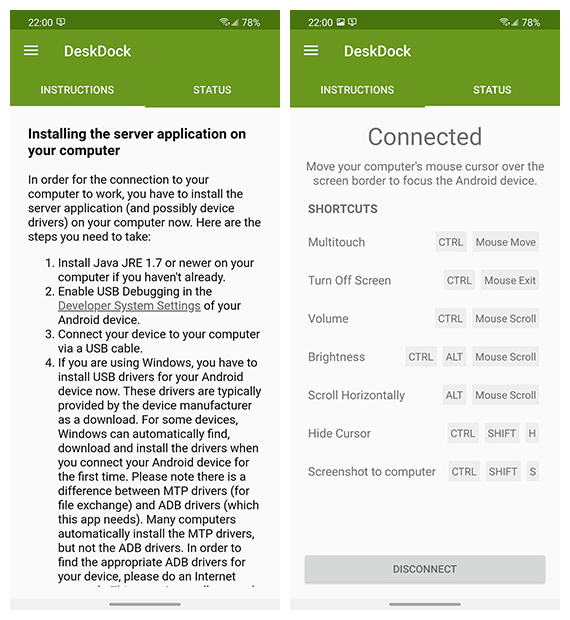 22:00 78%
DeskDock
INSTRUCTIONS STATUS
Installing the server application on
your computer
In order for the connection to your
computer to work, you have to install the
server application (and possibly device
drivers) on your computer now. Here are the
steps you need to take:
1. Install Java JRE 1.7 or newer on your
computer if you haven't already.
2. Enable USB Debugging in the
Developer System Settings of your
Android device.
3. Connect your device to your computer
via a USB cable.
4. If you are using Windows, you have to
install USB drivers for your Android
device now. These drivers are typically
provided by the device manufacturer
as a download. For some devices,
Windows can automatically find,
download and install the drivers when
you connect your Android device for
the first time. Please note there is a
difference between MTP drivers (for
file exchange) and ADB drivers (which
this app needs). Many computers
automatically install the MTP drivers,
but not the ADB drivers. In order to
find the appropriate ADB drivers for
your device, please do an Internet
22:00 78%
DeskDock
INSTRUCTIONS STATUS
Connected
Move your computer's mouse cursor over the
screen border to focus the Android device.
SHORTCUTS
Multitouch CTRL Mouse Move
Turn Off Screen CTRL Mouse Exit
Volume CTRL Mouse Scroll
Brightness CTRL ALT Mouse Scroll
Scroll Horizontally ALT Mouse Scroll
Hide Cursor CTRL SHIFT H
Screenshot to computer CTRL SHIFT S
DISCONNECT